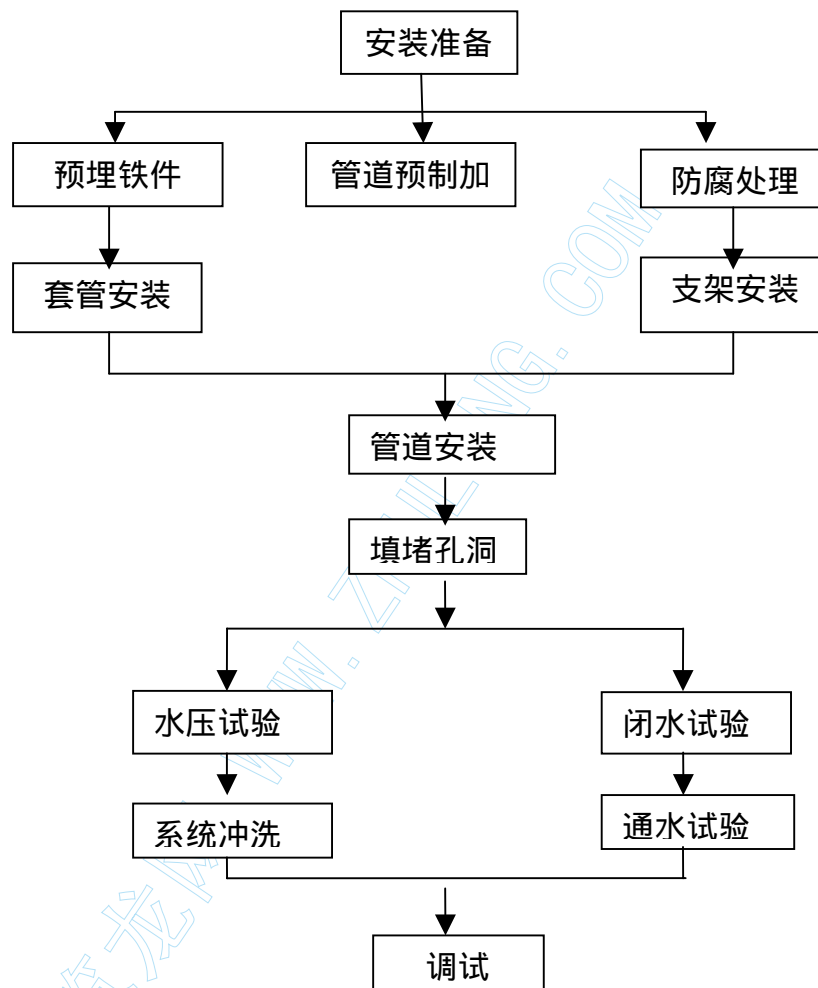 安装准备
预埋铁件
管道预制加
防腐处理
套管安装
支架安装
管道安装
填堵孔洞
水压试验
闭水试验
系统冲洗
通水试验
调试